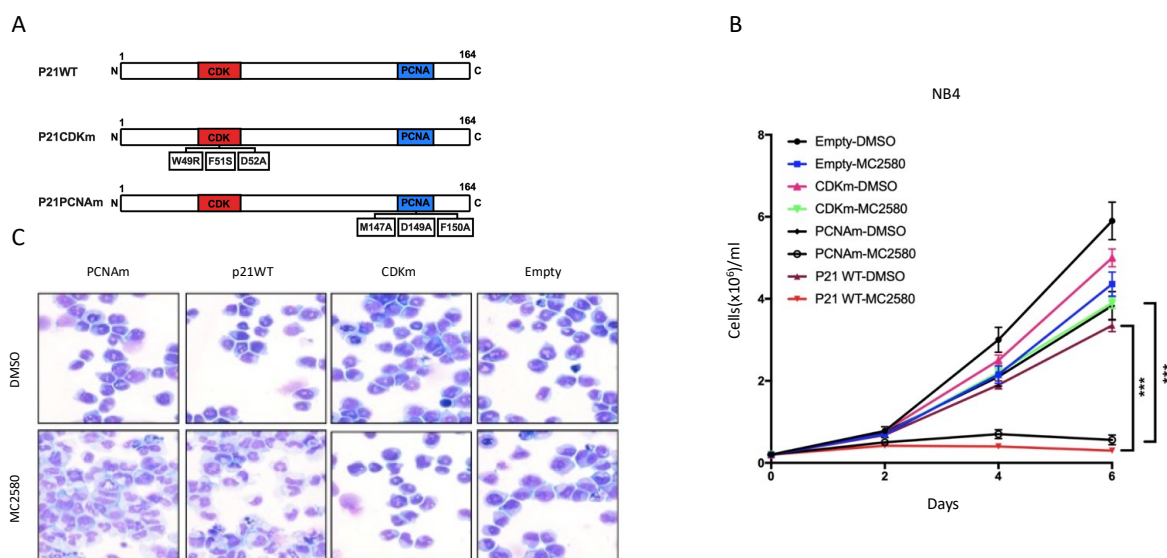 A
1
164
P21WT
N
CDK
PCNA
C
1
164
P21CDKm
N
CDK
PCNA
C
W49R
F51S
D52A
1
164
P21PCNAm
N
CDK
PCNA
C
M147A
D149A
F150A
B
NB4
8
6
4
2
0
0
2
4
6
Cells(x10⁶)/ml
Days
Empty-DMSO
Empty-MC2580
CDKm-DMSO
CDKm-MC2580
PCNAm-DMSO
PCNAm-MC2580
P21 WT-DMSO
P21 WT-MC2580
***
***
C
PCNAm
p21WT
CDKm
Empty
DMSO
MC2580